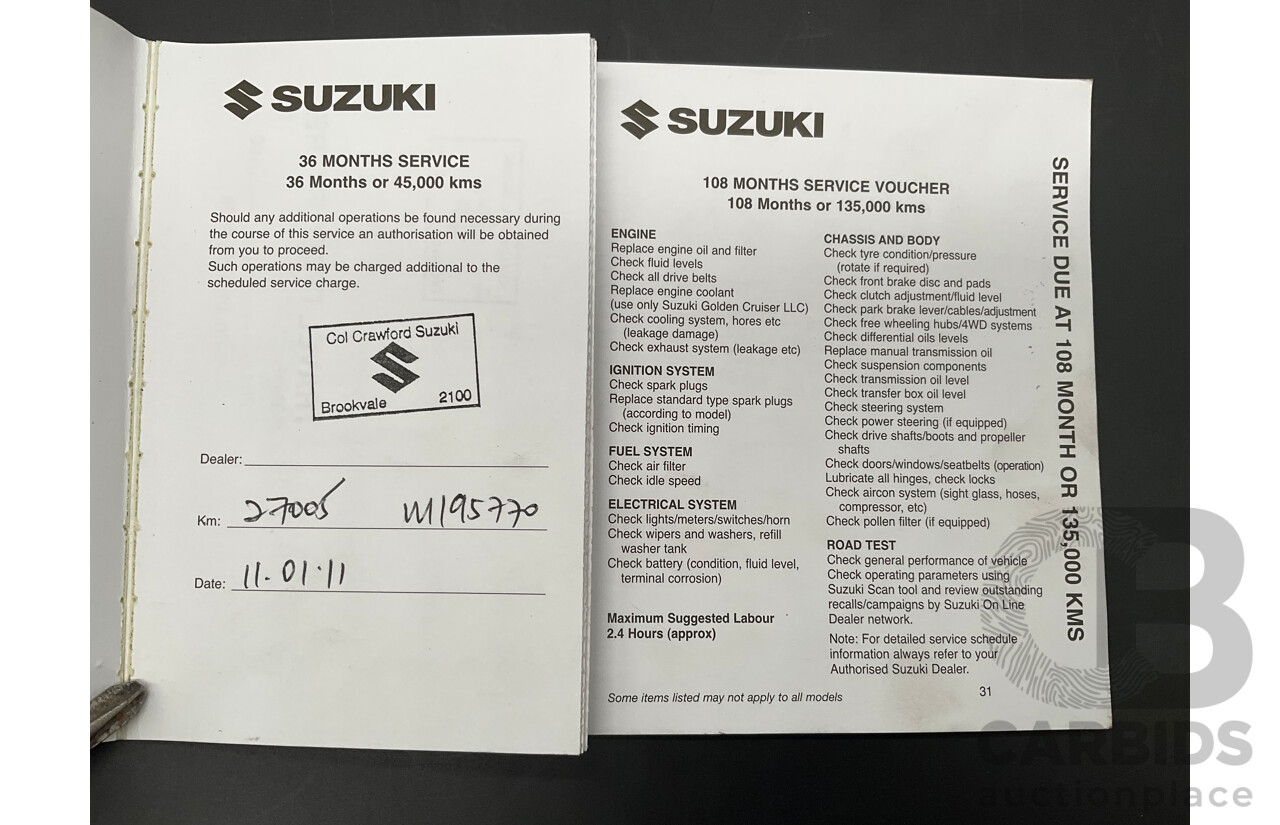 SUZUKI
36 MONTHS SERVICE
36 Months or 45,000 kms
Should any additional operations be found necessary during
the course of this service an authorisation will be obtained
from you to proceed.
Such operations may be charged additional to the
scheduled service charge.
Col Crawford Suzuki
Brookvale 2100
Dealer:
Km: 27005 W195770
Date: 11.01.11
SUZUKI
108 MONTHS SERVICE VOUCHER
108 Months or 135,000 kms
ENGINE
Replace engine oil and filter
Check fluid levels
Check all drive belts
Replace engine coolant
(use only Suzuki Golden Cruiser LLC)
Check cooling system, hores etc
(leakage damage)
Check exhaust system (leakage etc)
IGNITION SYSTEM
Check spark plugs
Replace standard type spark plugs
(according to model)
Check ignition timing
FUEL SYSTEM
Check air filter
Check idle speed
ELECTRICAL SYSTEM
Check lights/meters/switches/horn
Check wipers and washers, refill
washer tank
Check battery (condition, fluid level,
terminal corrosion)
Maximum Suggested Labour
2.4 Hours (approx)
CHASSIS AND BODY
Check tyre condition/pressure
(rotate if required)
Check front brake disc and pads
Check clutch adjustment/fluid level
Check park brake lever/cables/adjustment
Check free wheeling hubs/4WD systems
Check differential oils levels
Replace manual transmission oil
Check suspension components
Check transmission oil level
Check transfer box oil level
Check steering system
Check power steering (if equipped)
Check drive shafts/boots and propeller
shafts
Check doors/windows/seatbelts (operation)
Lubricate all hinges, check locks
Check aircon system (sight glass, hoses,
compressor, etc)
Check pollen filter (if equipped)
ROAD TEST
Check general performance of vehicle
Check operating parameters using
Suzuki Scan tool and review outstanding
recalls/campaigns by Suzuki On Line
Dealer network.
Note: For detailed service schedule
information always refer to your
Authorised Suzuki Dealer.
Some items listed may not apply to all models
31
SERVICE DUE AT 108 MONTH OR 135,000 KMS
CARBIDS
auctionplace